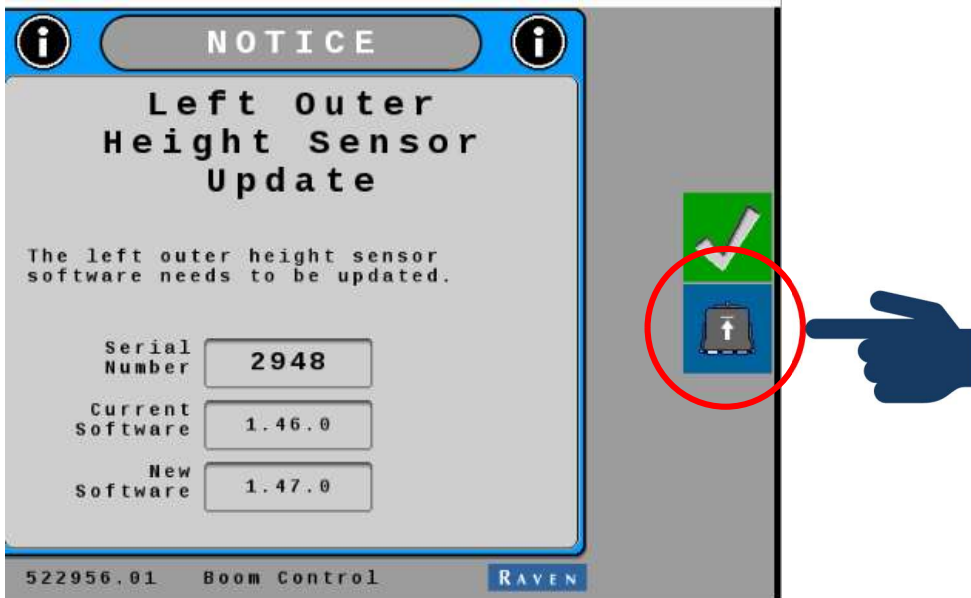 NOTICE
Left Outer
Height Sensor
Update
The left outer height sensor
software needs to be updated.
Serial
Number
2948
Current
Software
1.46.0
New
Software
1.47.0
522956.01 Boom Control RAVEN